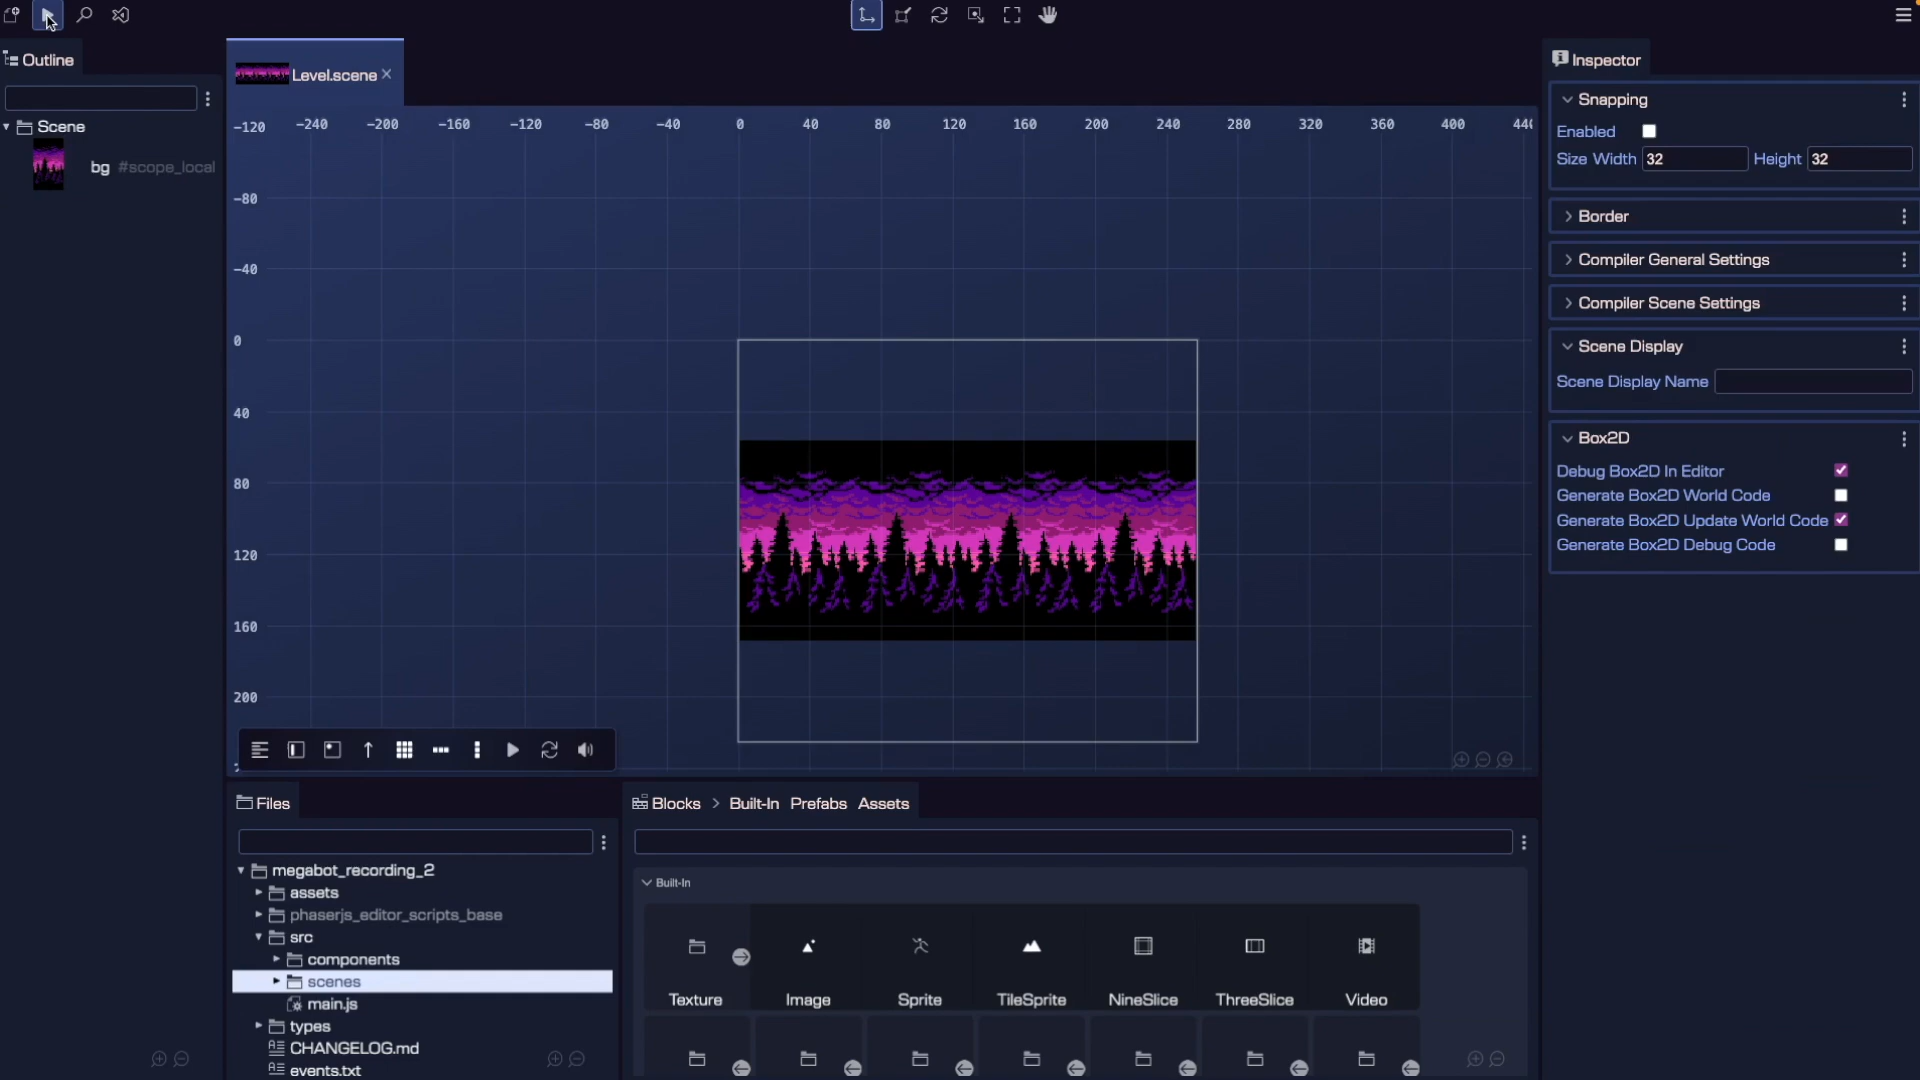 Outline
Scene
bg #scope_local
Level.scene
-120 -240 -200 -160 -120 -80 -40 0 40 80 120 160 200 240 280 320 360 400
-80
-40
0
40
80
120
160
200
Inspector
Snapping
Enabled
Size Width 32 Height 32
Border
Compiler General Settings
Compiler Scene Settings
Scene Display
Scene Display Name
Box2D
Debug Box2D In Editor
Generate Box2D World Code
Generate Box2D Update World Code
Generate Box2D Debug Code
Files
megabot_recording_2
assets
phaserjs_editor_scripts_base
src
components
scenes
main.js
types
CHANGELOG.md
events.txt
Blocks > Built-In Prefabs Assets
Built-In
Texture Image Sprite TileSprite NineSlice ThreeSlice Video